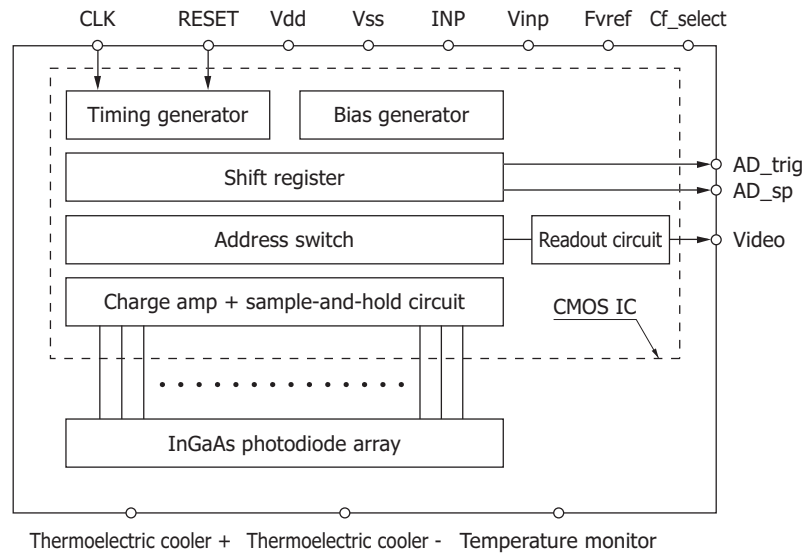 CLK RESET Vdd Vss INP Vinp Fvref Cf_select
Timing generator Bias generator
Shift register AD_trig
AD_sp
Address switch Readout circuit Video
Charge amp + sample-and-hold circuit
CMOS IC
InGaAs photodiode array
Thermoelectric cooler + Thermoelectric cooler - Temperature monitor